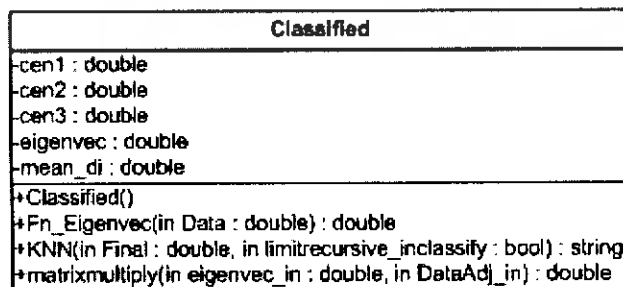 Classified
-cen1 : double
-cen2 : double
-cen3 : double
-eigenvec : double
-mean_di : double
+Classified()
+Fn_Eigenvec(in Data : double) : double
+KNN(in Final : double, in limitrecursive_inclassify : bool) : string
+matrixmultiply(in eigenvec_in : double, in DataAdj_in) : double